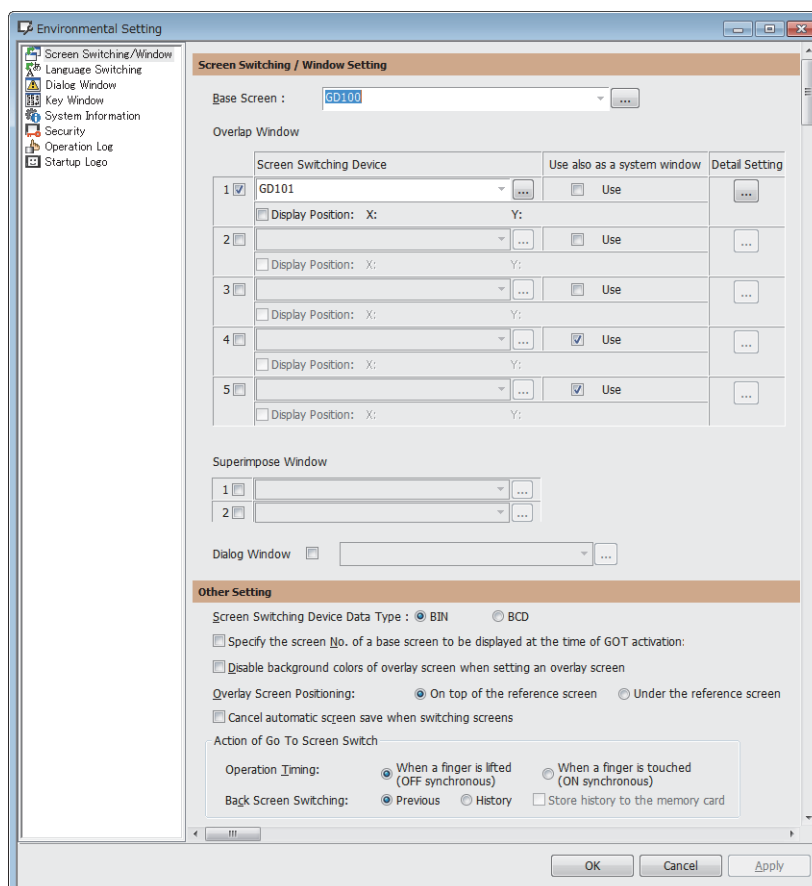 Environmental Setting
Screen Switching/Window
Language Switching
Dialog Window
Key Window
System Information
Security
Operation Log
Startup Logo
Screen Switching / Window Setting
Base Screen : GD100 ...
Overlap Window
Screen Switching Device Use also as a system window Detail Setting
1 GD101 ... Use ...
Display Position: X: Y:
2 ... Use ...
Display Position: X: Y:
3 ... Use ...
Display Position: X: Y:
4 ... Use ...
Display Position: X: Y:
5 ... Use ...
Display Position: X: Y:
Superimpose Window
1 ...
2 ...
Dialog Window ...
Other Setting
Screen Switching Device Data Type : BIN BCD
Specify the screen No. of a base screen to be displayed at the time of GOT activation:
Disable background colors of overlay screen when setting an overlay screen
Overlay Screen Positioning: On top of the reference screen Under the reference screen
Cancel automatic screen save when switching screens
Action of Go To Screen Switch
Operation Timing: When a finger is lifted (OFF synchronous) When a finger is touched (ON synchronous)
Back Screen Switching: Previous History Store history to the memory card
OK Cancel Apply